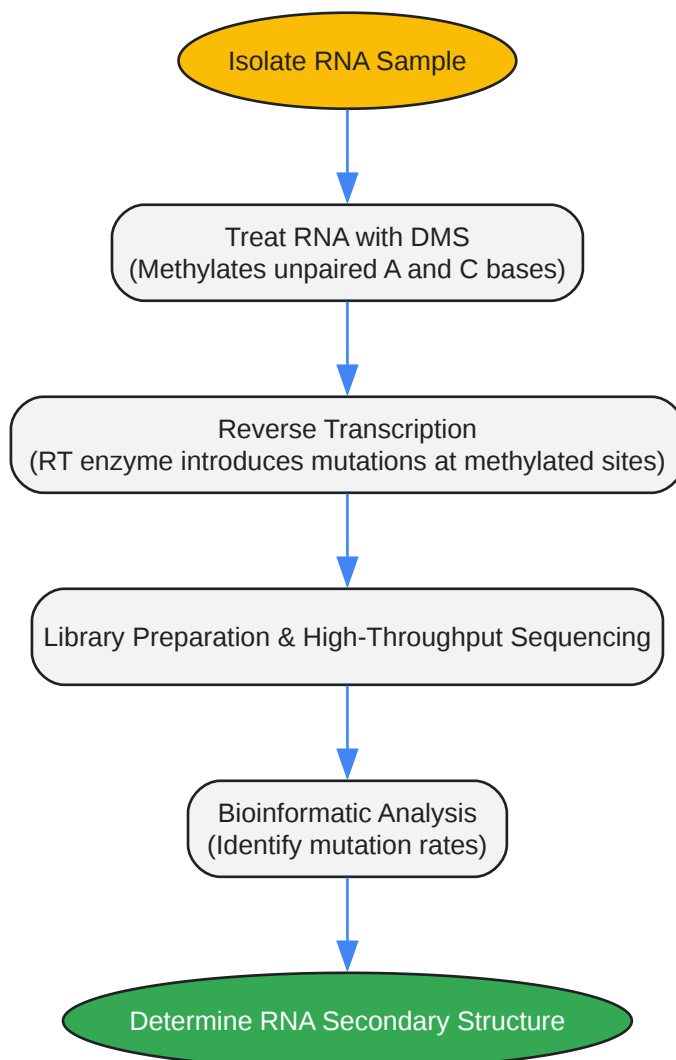 Isolate RNA Sample
Treat RNA with DMS
(Methylates unpaired A and C bases)
Reverse Transcription
(RT enzyme introduces mutations at methylated sites)
Library Preparation & High-Throughput Sequencing
Bioinformatic Analysis
(Identify mutation rates)
Determine RNA Secondary Structure